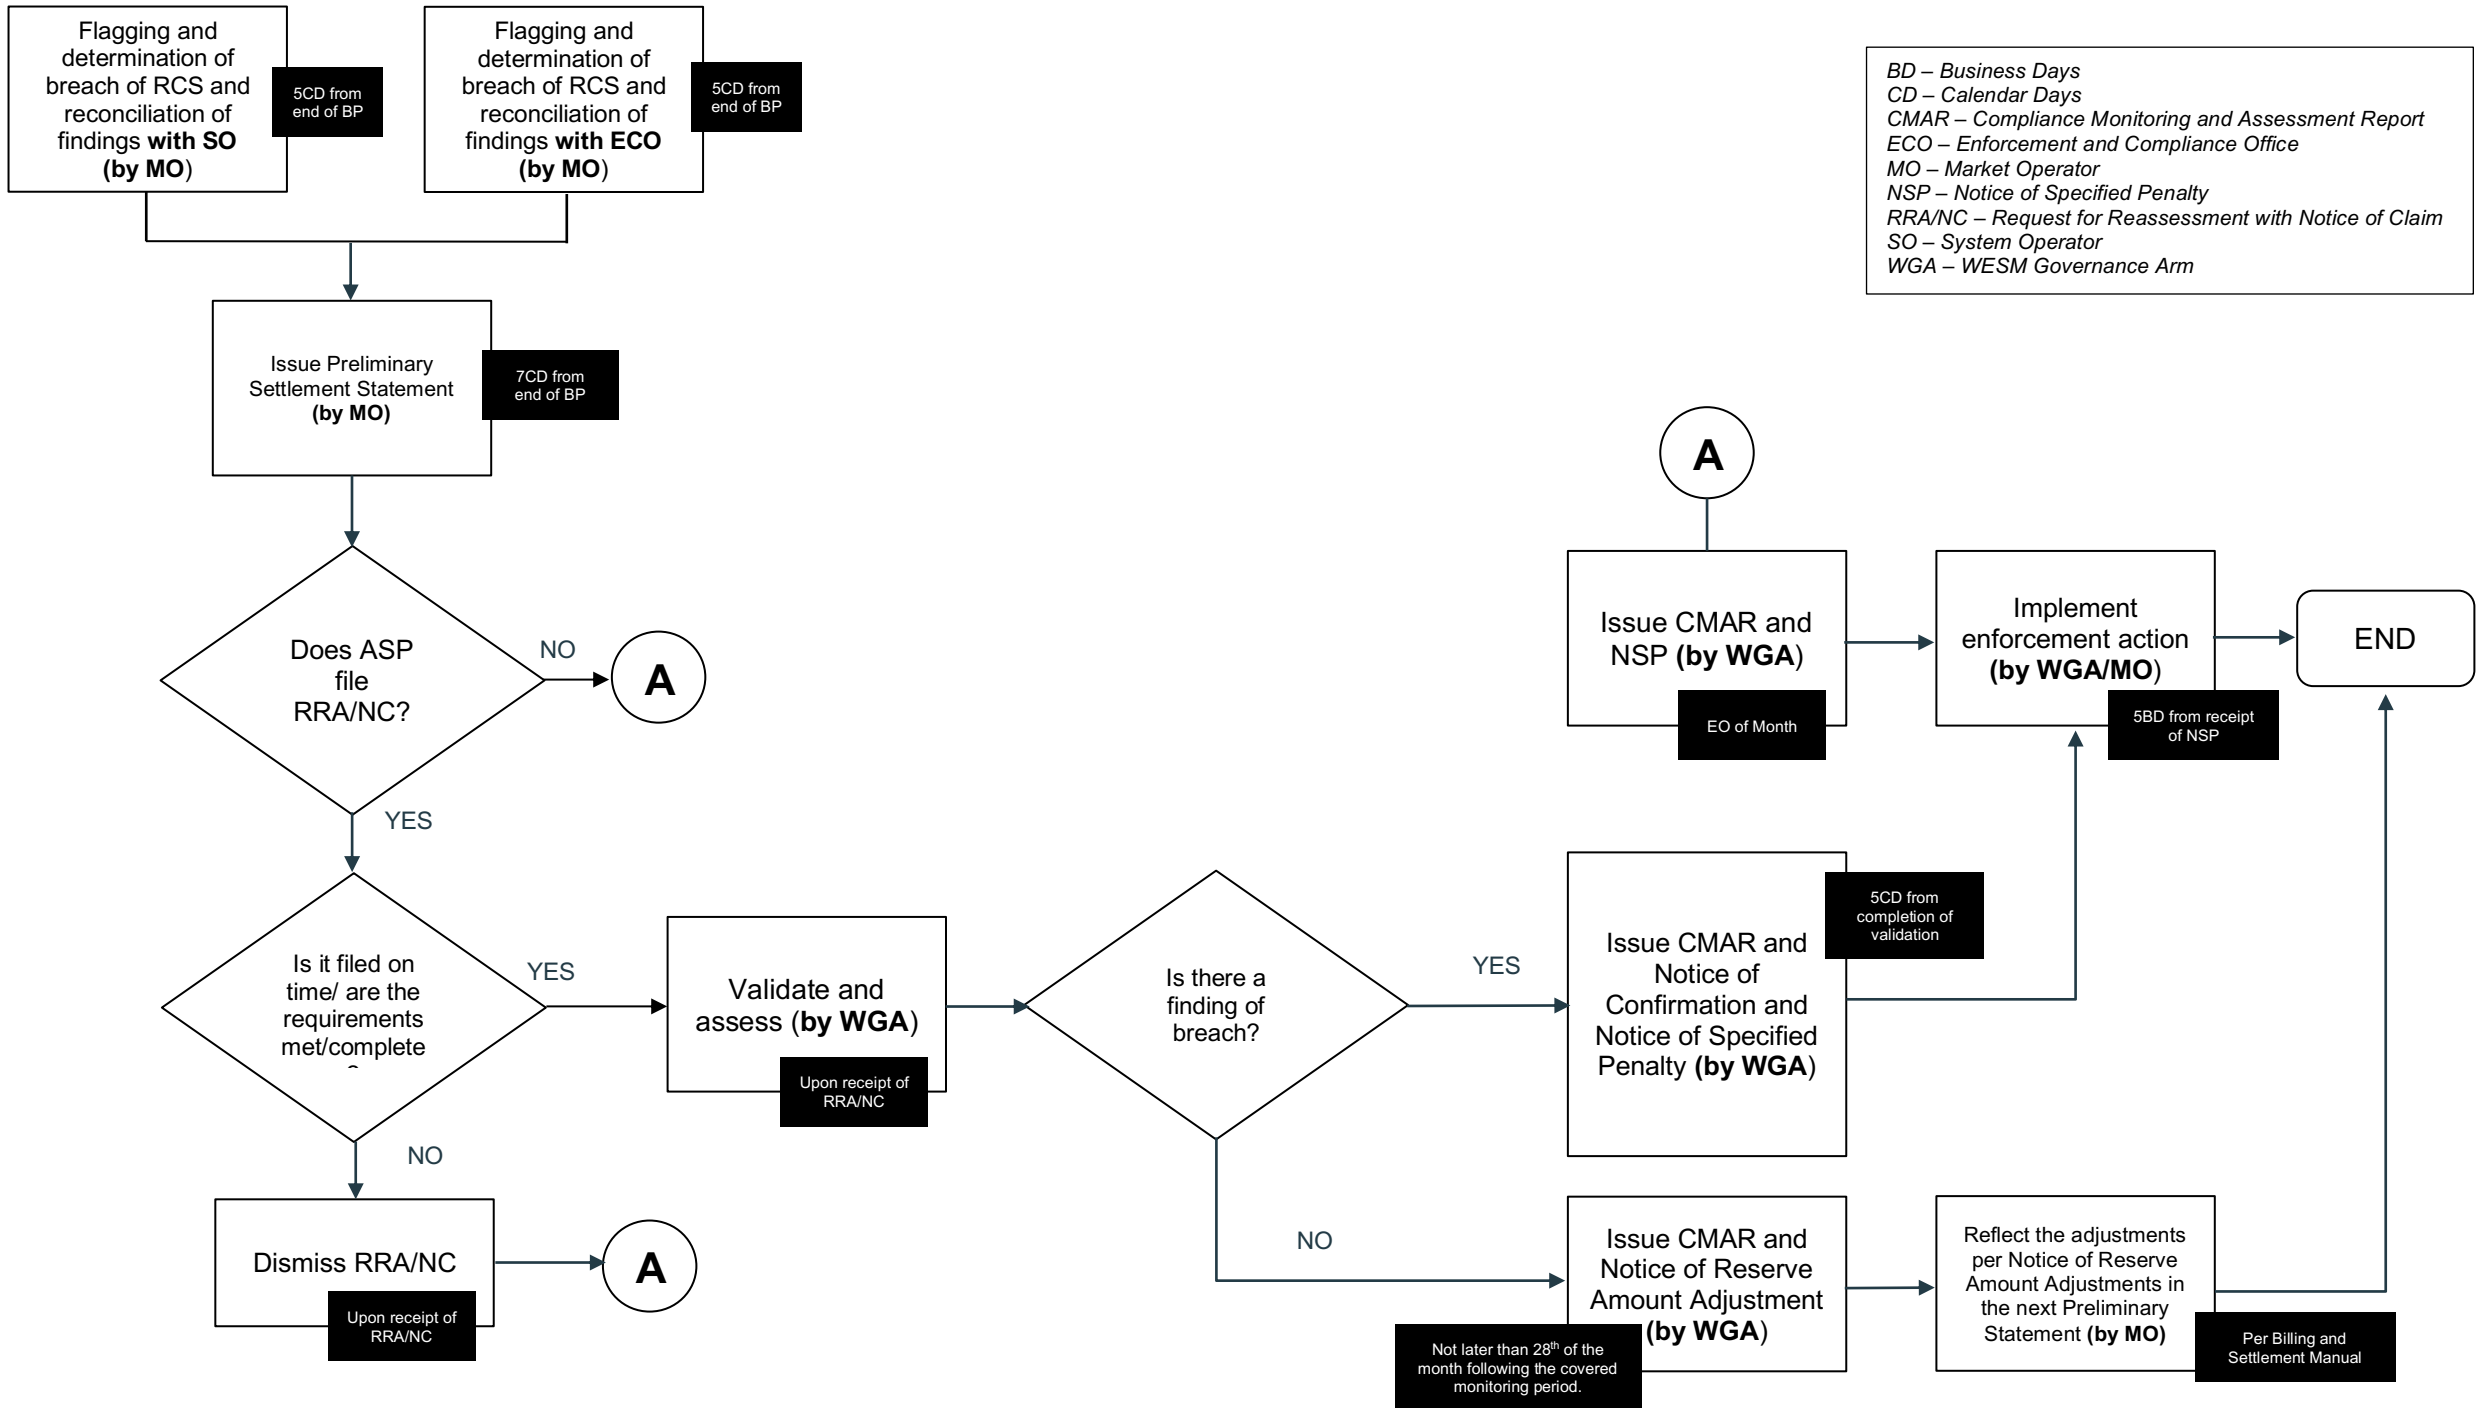 Flagging and
determination of
breach of RCS and
reconciliation of
findings with SO
(by MO)
5CD from
end of BP
Flagging and
determination of
breach of RCS and
reconciliation of
findings with ECO
(by MO)
5CD from
end of BP
BD – Business Days
CD – Calendar Days
CMAR – Compliance Monitoring and Assessment Report
ECO – Enforcement and Compliance Office
MO – Market Operator
NSP – Notice of Specified Penalty
RRA/NC – Request for Reassessment with Notice of Claim
SO – System Operator
WGA – WESM Governance Arm
Issue Preliminary
Settlement Statement
(by MO)
7CD from
end of BP
Does ASP
file
RRA/NC?
NO
A
YES
A
Issue CMAR and
NSP (by WGA)
EO of Month
Implement
enforcement action
(by WGA/MO)
5BD from receipt
of NSP
END
Is it filed on
time/ are the
requirements
met/complete
?
YES
Validate and
assess (by WGA)
Upon receipt of
RRA/NC
Is there a
finding of
breach?
YES
Issue CMAR and
Notice of
Confirmation and
Notice of Specified
Penalty (by WGA)
5CD from
completion of
validation
NO
Dismiss RRA/NC
Upon receipt of
RRA/NC
A
NO
Issue CMAR and
Notice of Reserve
Amount Adjustment
(by WGA)
Not later than 28th of the
month following the covered
monitoring period.
Reflect the adjustments
per Notice of Reserve
Amount Adjustments in
the next Preliminary
Statement (by MO)
Per Billing and
Settlement Manual